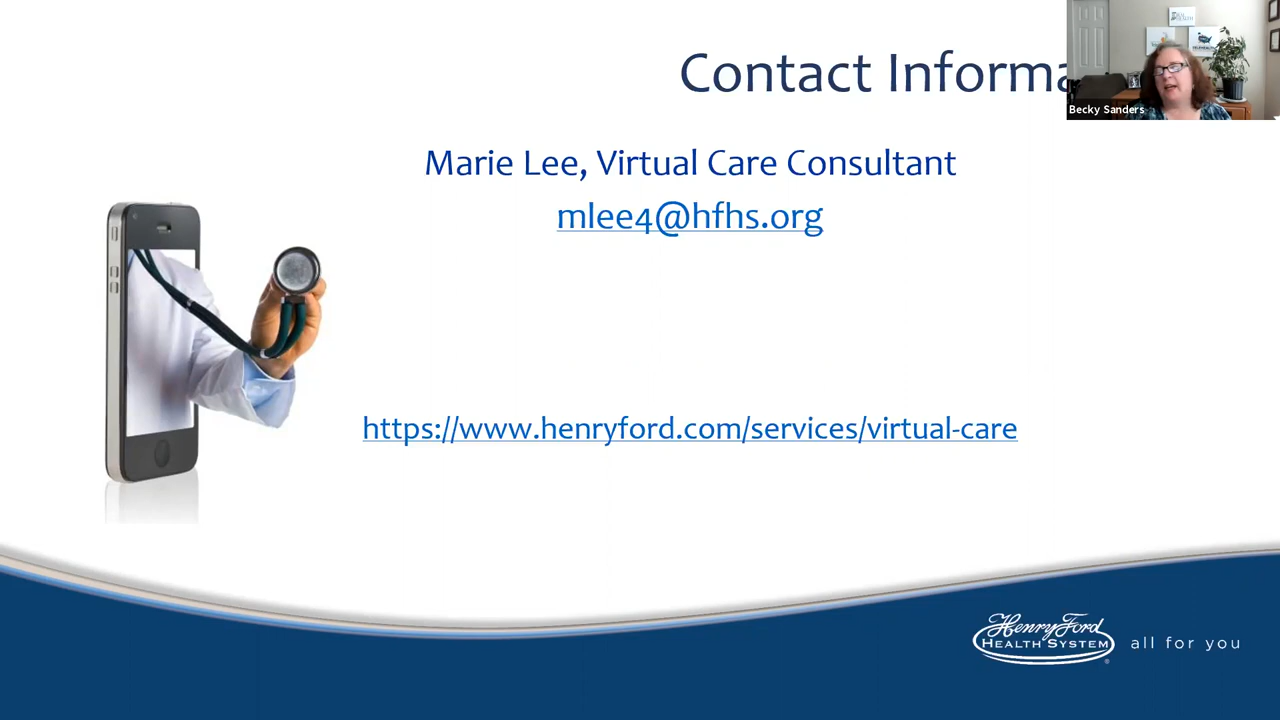 Contact Informa
Becky Sanders
Marie Lee, Virtual Care Consultant
mlee4@hfhs.org
https://www.henryford.com/services/virtual-care
Henry Ford
HEALTH SYSTEM
all for you